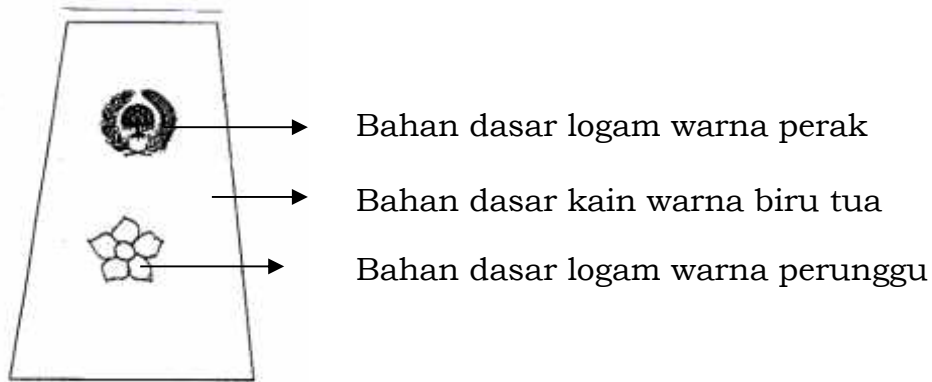 Bahan dasar logam warna perak
Bahan dasar kain warna biru tua
Bahan dasar logam warna perunggu